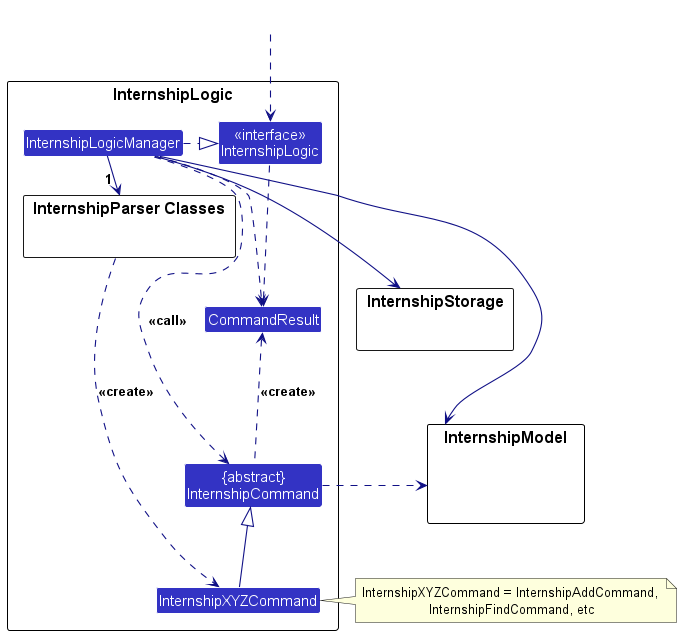 InternshipLogic
InternshipLogicManager
«interface»
InternshipLogic
1
InternshipParser Classes
InternshipStorage
CommandResult
«call»
«create»
«create»
InternshipModel
{abstract}
InternshipCommand
InternshipXYZCommand
InternshipXYZCommand = InternshipAddCommand,
InternshipFindCommand, etc